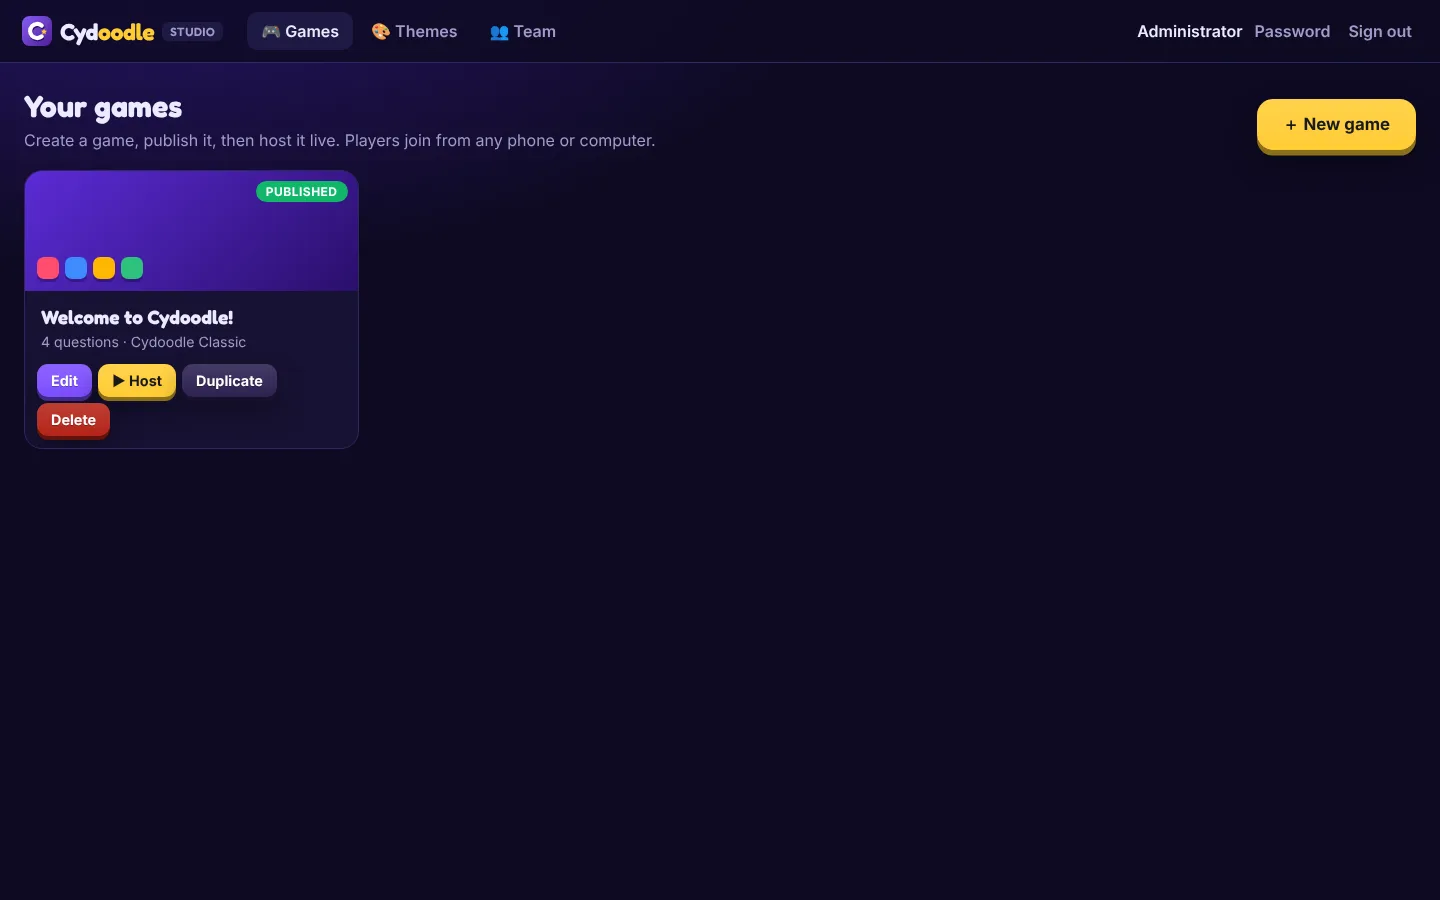 Cydoodle STUDIO 🎮 Games 🎨 Themes 👥 Team Administrator Password Sign out
Your games
+ New game
Create a game, publish it, then host it live. Players join from any phone or computer.
PUBLISHED
Welcome to Cydoodle!
4 questions · Cydoodle Classic
Edit ▶ Host Duplicate
Delete